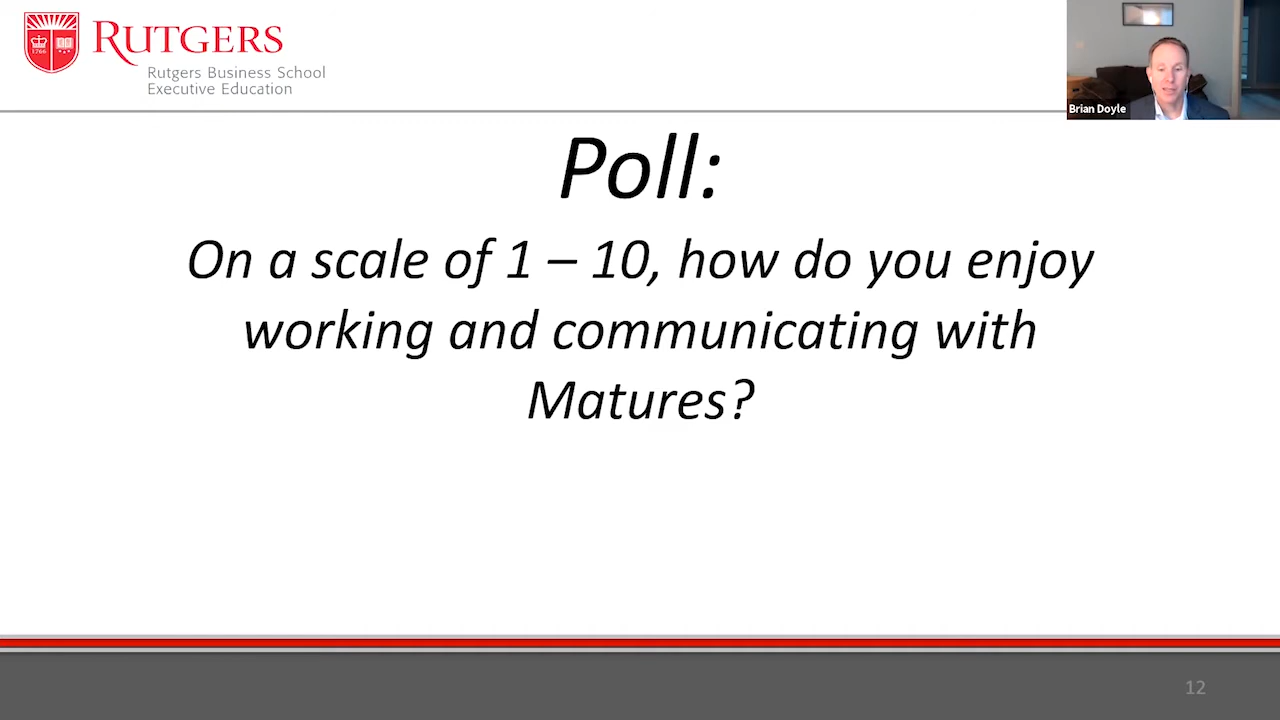 RUTGERS
1766
Rutgers Business School
Executive Education
Brian Doyle
Poll:
On a scale of 1 – 10, how do you enjoy
working and communicating with
Matures?
12